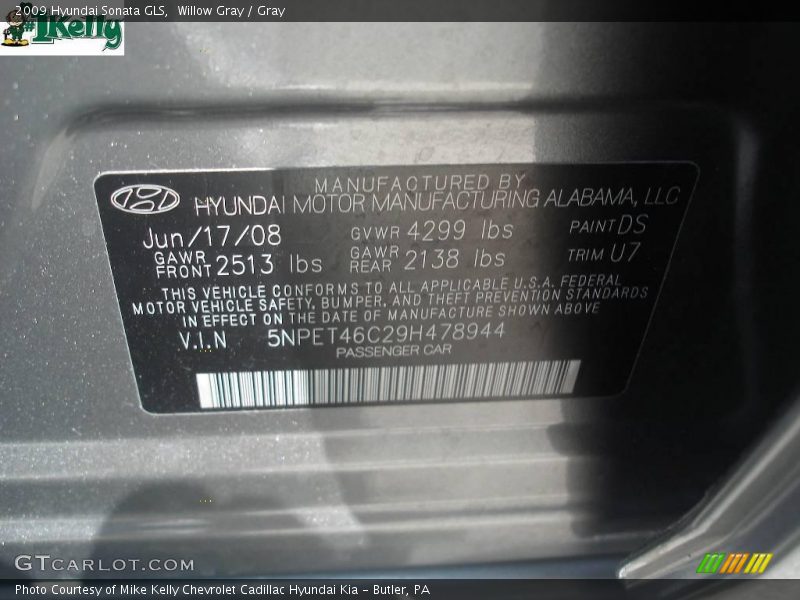 2009 Hyundai Sonata GLS,  Willow Gray / Gray
#1Kelly
MANUFACTURED BY
HYUNDAI MOTOR MANUFACTURING ALABAMA, LLC
Jun/17/08 GVWR 4299 lbs PAINT DS
GAWR FRONT 2513 lbs GAWR REAR 2138 lbs TRIM U7
THIS VEHICLE CONFORMS TO ALL APPLICABLE U.S.A. FEDERAL
MOTOR VEHICLE SAFETY, BUMPER, AND THEFT PREVENTION STANDARDS
IN EFFECT ON THE DATE OF MANUFACTURE SHOWN ABOVE
V.I.N 5NPET46C29H478944
PASSENGER CAR
GTCARLOT.COM
Photo Courtesy of Mike Kelly Chevrolet Cadillac Hyundai Kia – Butler, PA